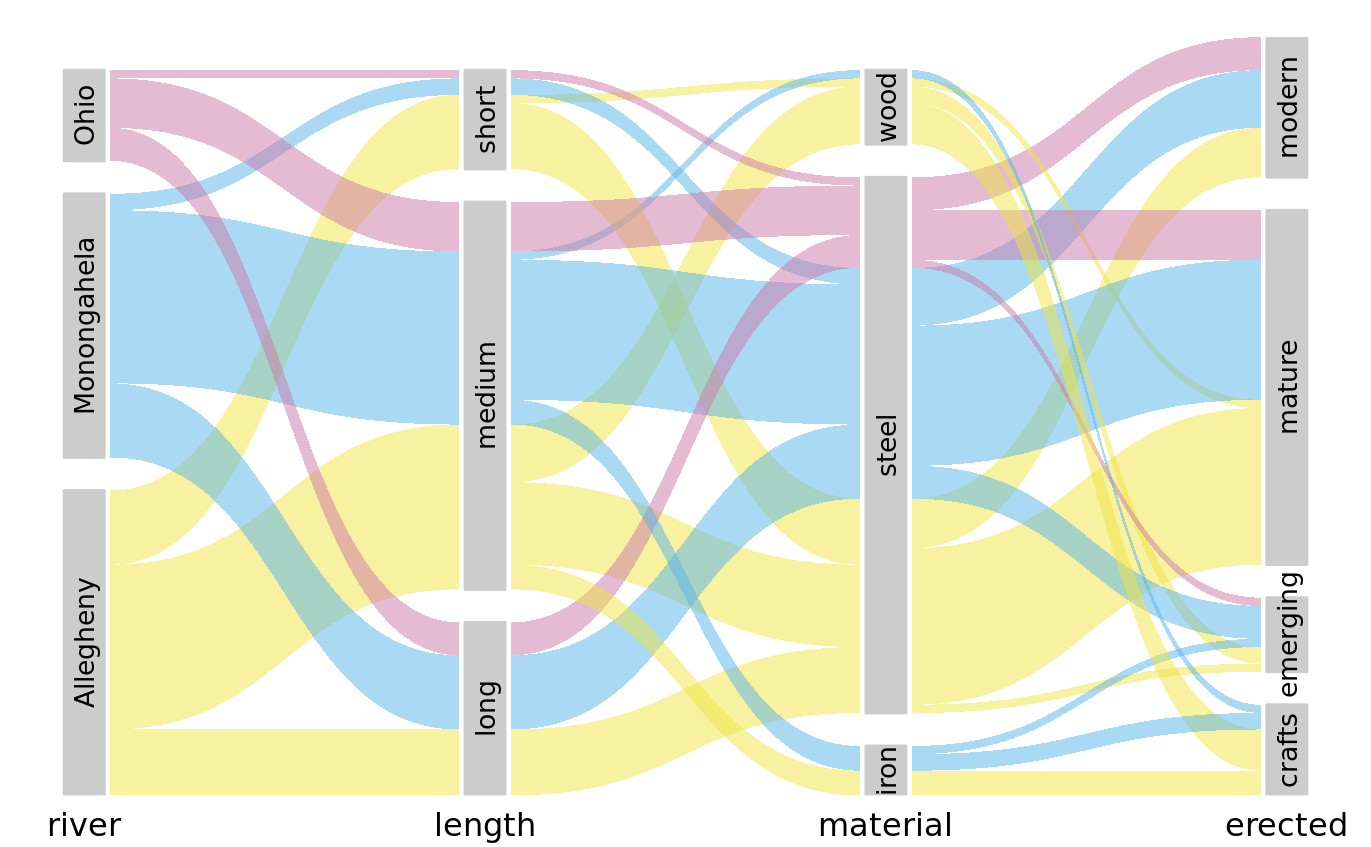 Ohio
Monongahela
Allegheny
short
medium
long
wood
steel
iron
modern
mature
emerging
crafts
river
length
material
erected